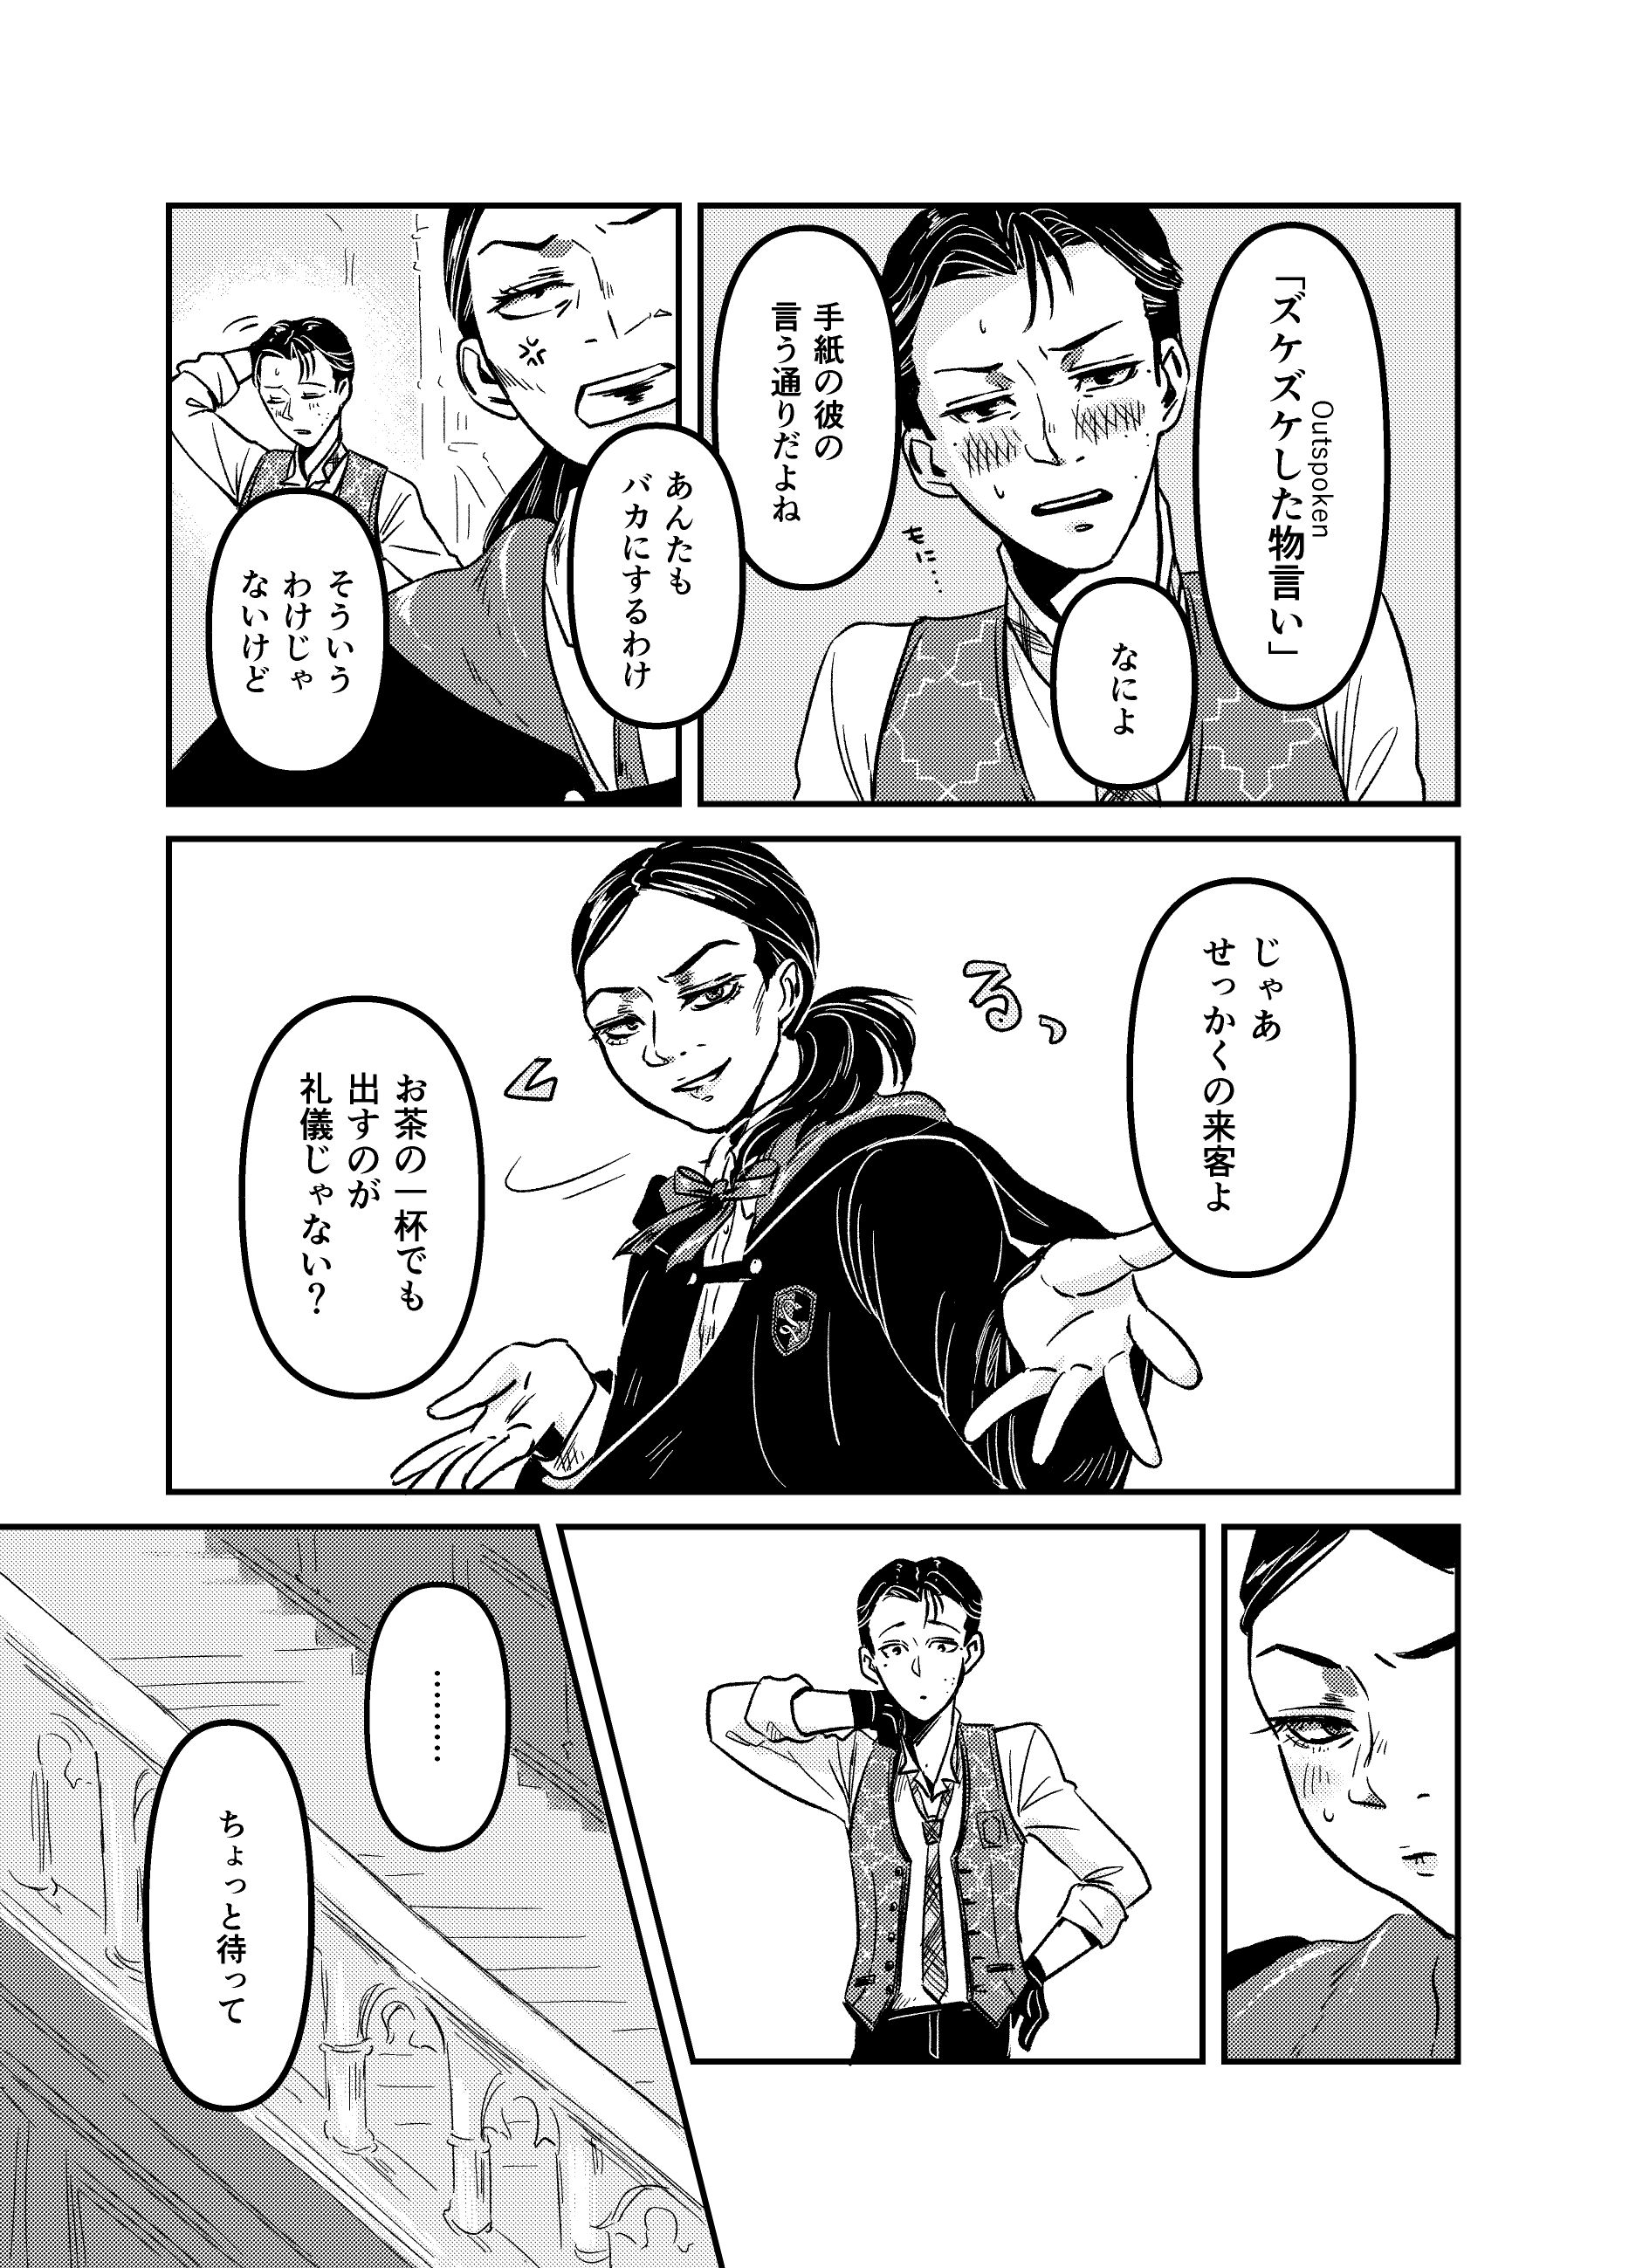 「ズケズケした物言い」
Outspoken
なによ
手紙の彼の
言う通りだよね
もに…
あんたも
バカにするわけ
そういう
わけじゃ
ないけど
じゃあ
せっかくの来客よ
るっ
お茶の一杯でも
出すのが
礼儀じゃない？
………
ちょっと待って